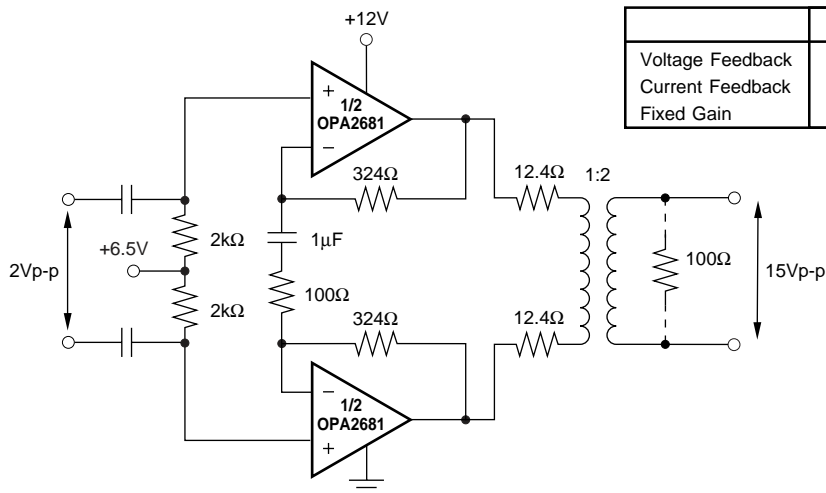 +12V
Voltage Feedback
Current Feedback
Fixed Gain
+
1/2
OPA2681
−
324Ω
12.4Ω
1:2
2Vp-p
+6.5V
2kΩ
2kΩ
1μF
100Ω
100Ω
15Vp-p
324Ω
12.4Ω
−
1/2
OPA2681
+